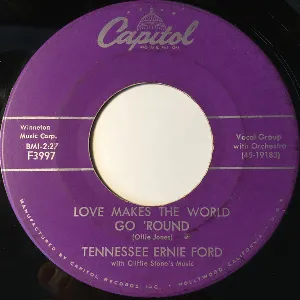 Capitol
Winneton
Music Corp.
BMI-2:27
F3997
Vocal Group
with Orchestra
(45-19182)
LOVE MAKES THE WORLD
GO 'ROUND
(Ollie Jones)
TENNESSEE ERNIE FORD
with Cliffie Stone's Music
MANUFACTURED BY CAPITOL RECORDS, INC. • HOLLYWOOD, CALIFORNIA